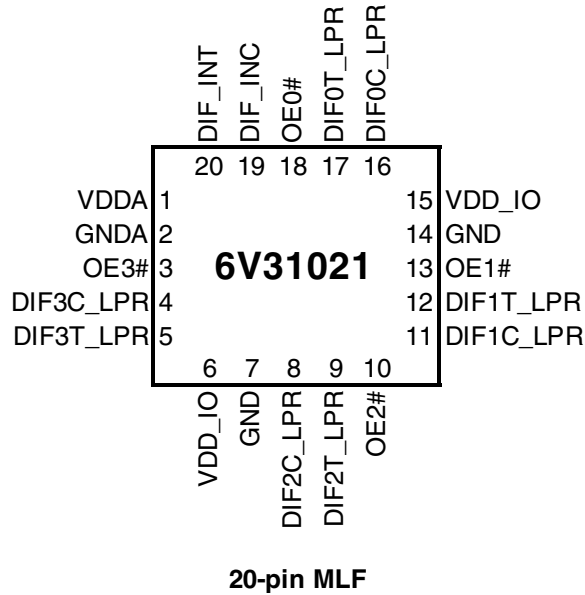 DIF_INT
DIF_INC
OE0#
DIF0T_LPR
DIF0C_LPR
20 19 18 17 16
VDDA 1
GNDA 2
OE3# 3
DIF3C_LPR 4
DIF3T_LPR 5
6V31021
15 VDD_IO
14 GND
13 OE1#
12 DIF1T_LPR
11 DIF1C_LPR
6 7 8 9 10
VDD_IO
GND
DIF2C_LPR
DIF2T_LPR
OE2#
20-pin MLF